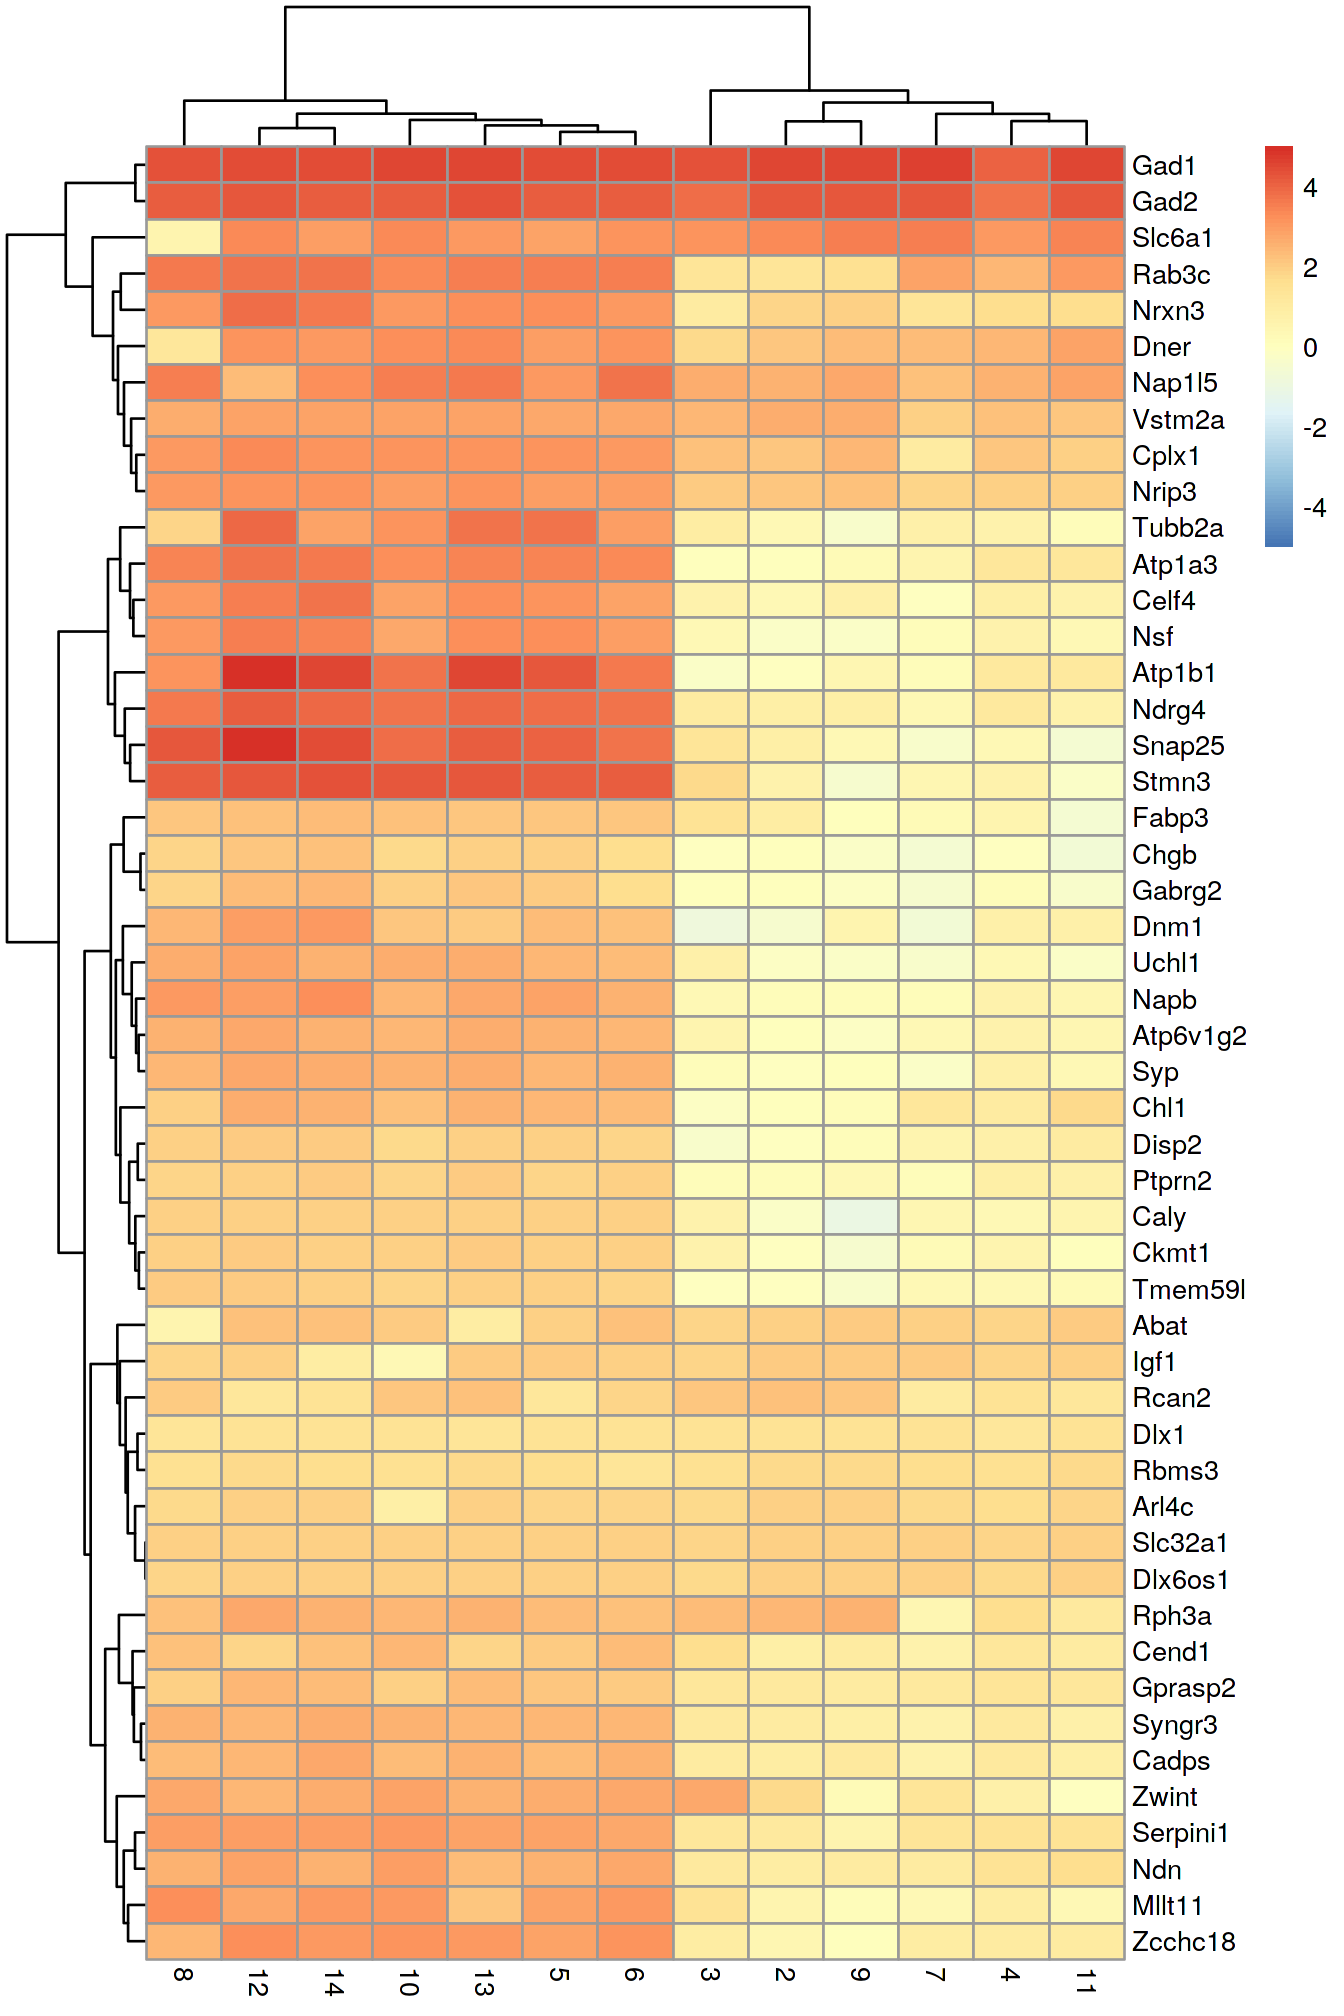 Gad1
Gad2
Slc6a1
Rab3c
Nrxn3
Dner
Nap1l5
Vstm2a
Cplx1
Nrip3
Tubb2a
Atp1a3
Celf4
Nsf
Atp1b1
Ndrg4
Snap25
Stmn3
Fabp3
Chgb
Gabrg2
Dnm1
Uchl1
Napb
Atp6v1g2
Syp
Chl1
Disp2
Ptprn2
Caly
Ckmt1
Tmem59l
Abat
Igf1
Rcan2
Dlx1
Rbms3
Arl4c
Slc32a1
Dlx6os1
Rph3a
Cend1
Gprasp2
Syngr3
Cadps
Zwint
Serpini1
Ndn
Mllt11
Zcchc18
8 12 14 10 13 5 6 3 2 9 7 4 11
4
2
0
-2
-4